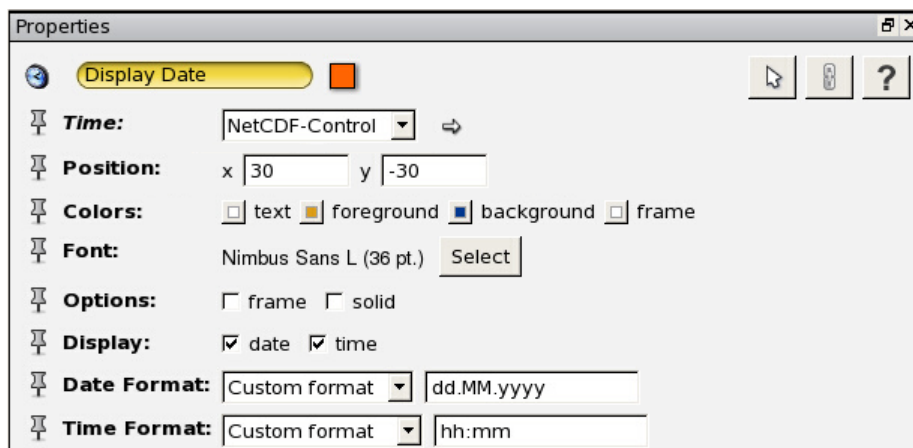 Properties
Display Date
?
Time: NetCDF-Control
Position: x 30 y -30
Colors: text foreground background frame
Font: Nimbus Sans L (36 pt.) Select
Options: frame solid
Display: date time
Date Format: Custom format dd.MM.yyyy
Time Format: Custom format hh:mm